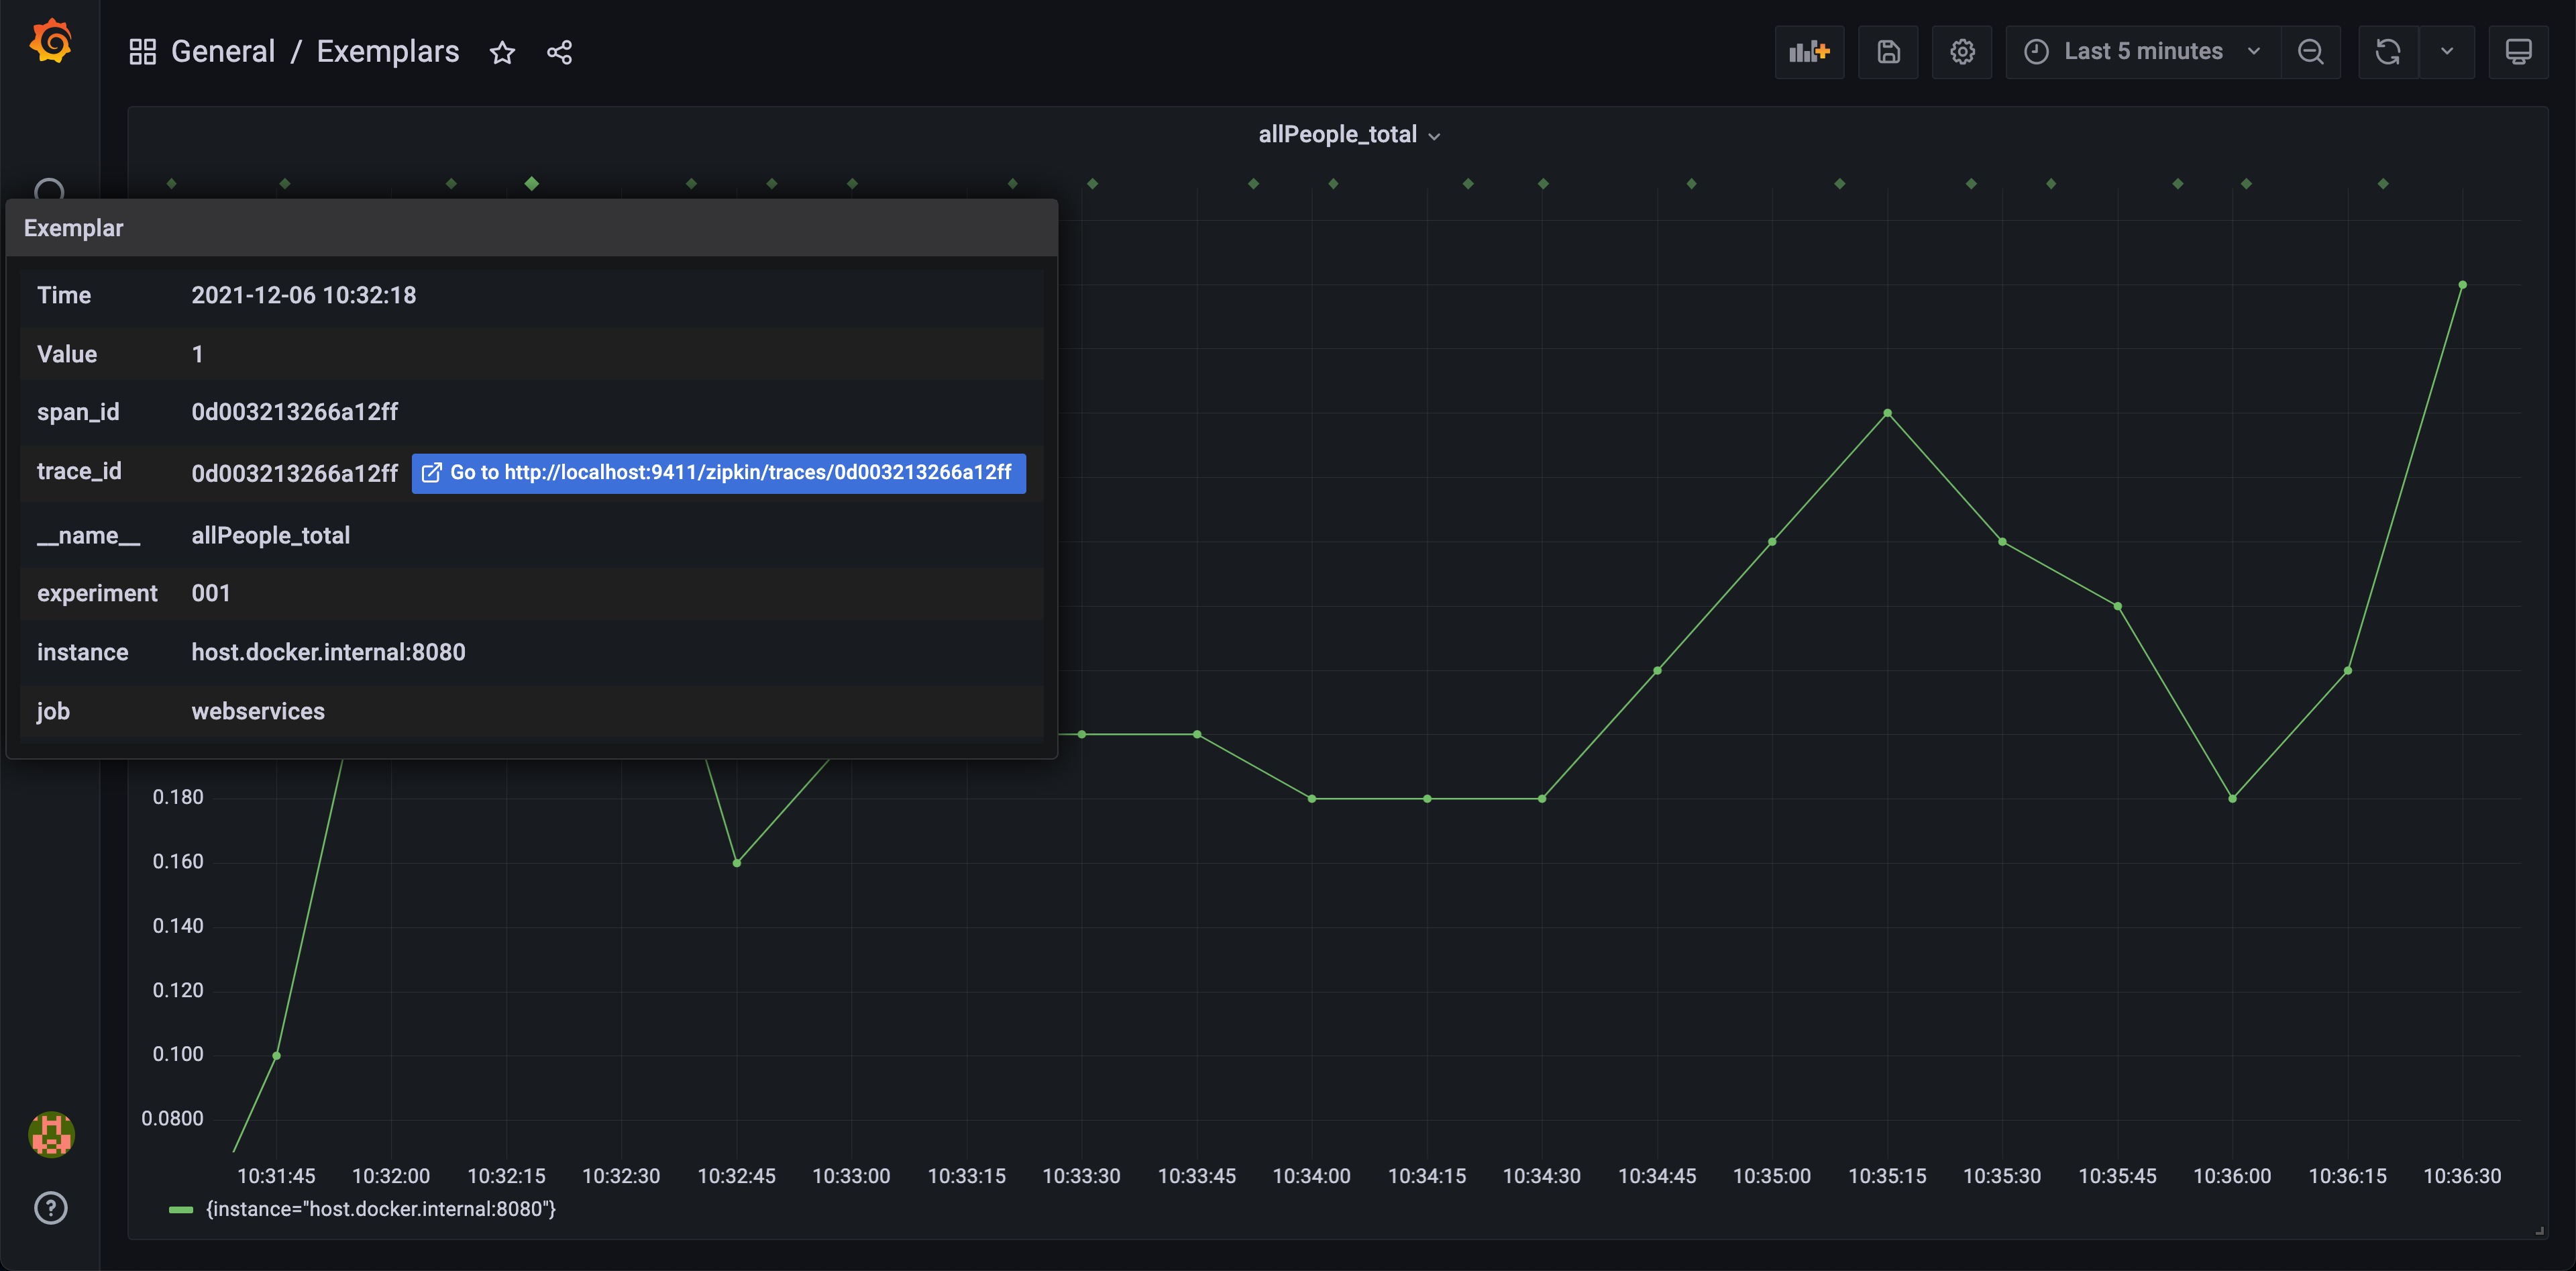 General / Exemplars
Last 5 minutes
allPeople_total
Exemplar
Time 2021-12-06 10:32:18
Value 1
span_id 0d003213266a12ff
trace_id 0d003213266a12ff Go to http://localhost:9411/zipkin/traces/0d003213266a12ff
__name__ allPeople_total
experiment 001
instance host.docker.internal:8080
job webservices
0.180
0.160
0.140
0.120
0.100
0.0800
10:31:45 10:32:00 10:32:15 10:32:30 10:32:45 10:33:00 10:33:15 10:33:30 10:33:45 10:34:00 10:34:15 10:34:30 10:34:45 10:35:00 10:35:15 10:35:30 10:35:45 10:36:00 10:36:15 10:36:30
{instance="host.docker.internal:8080"}